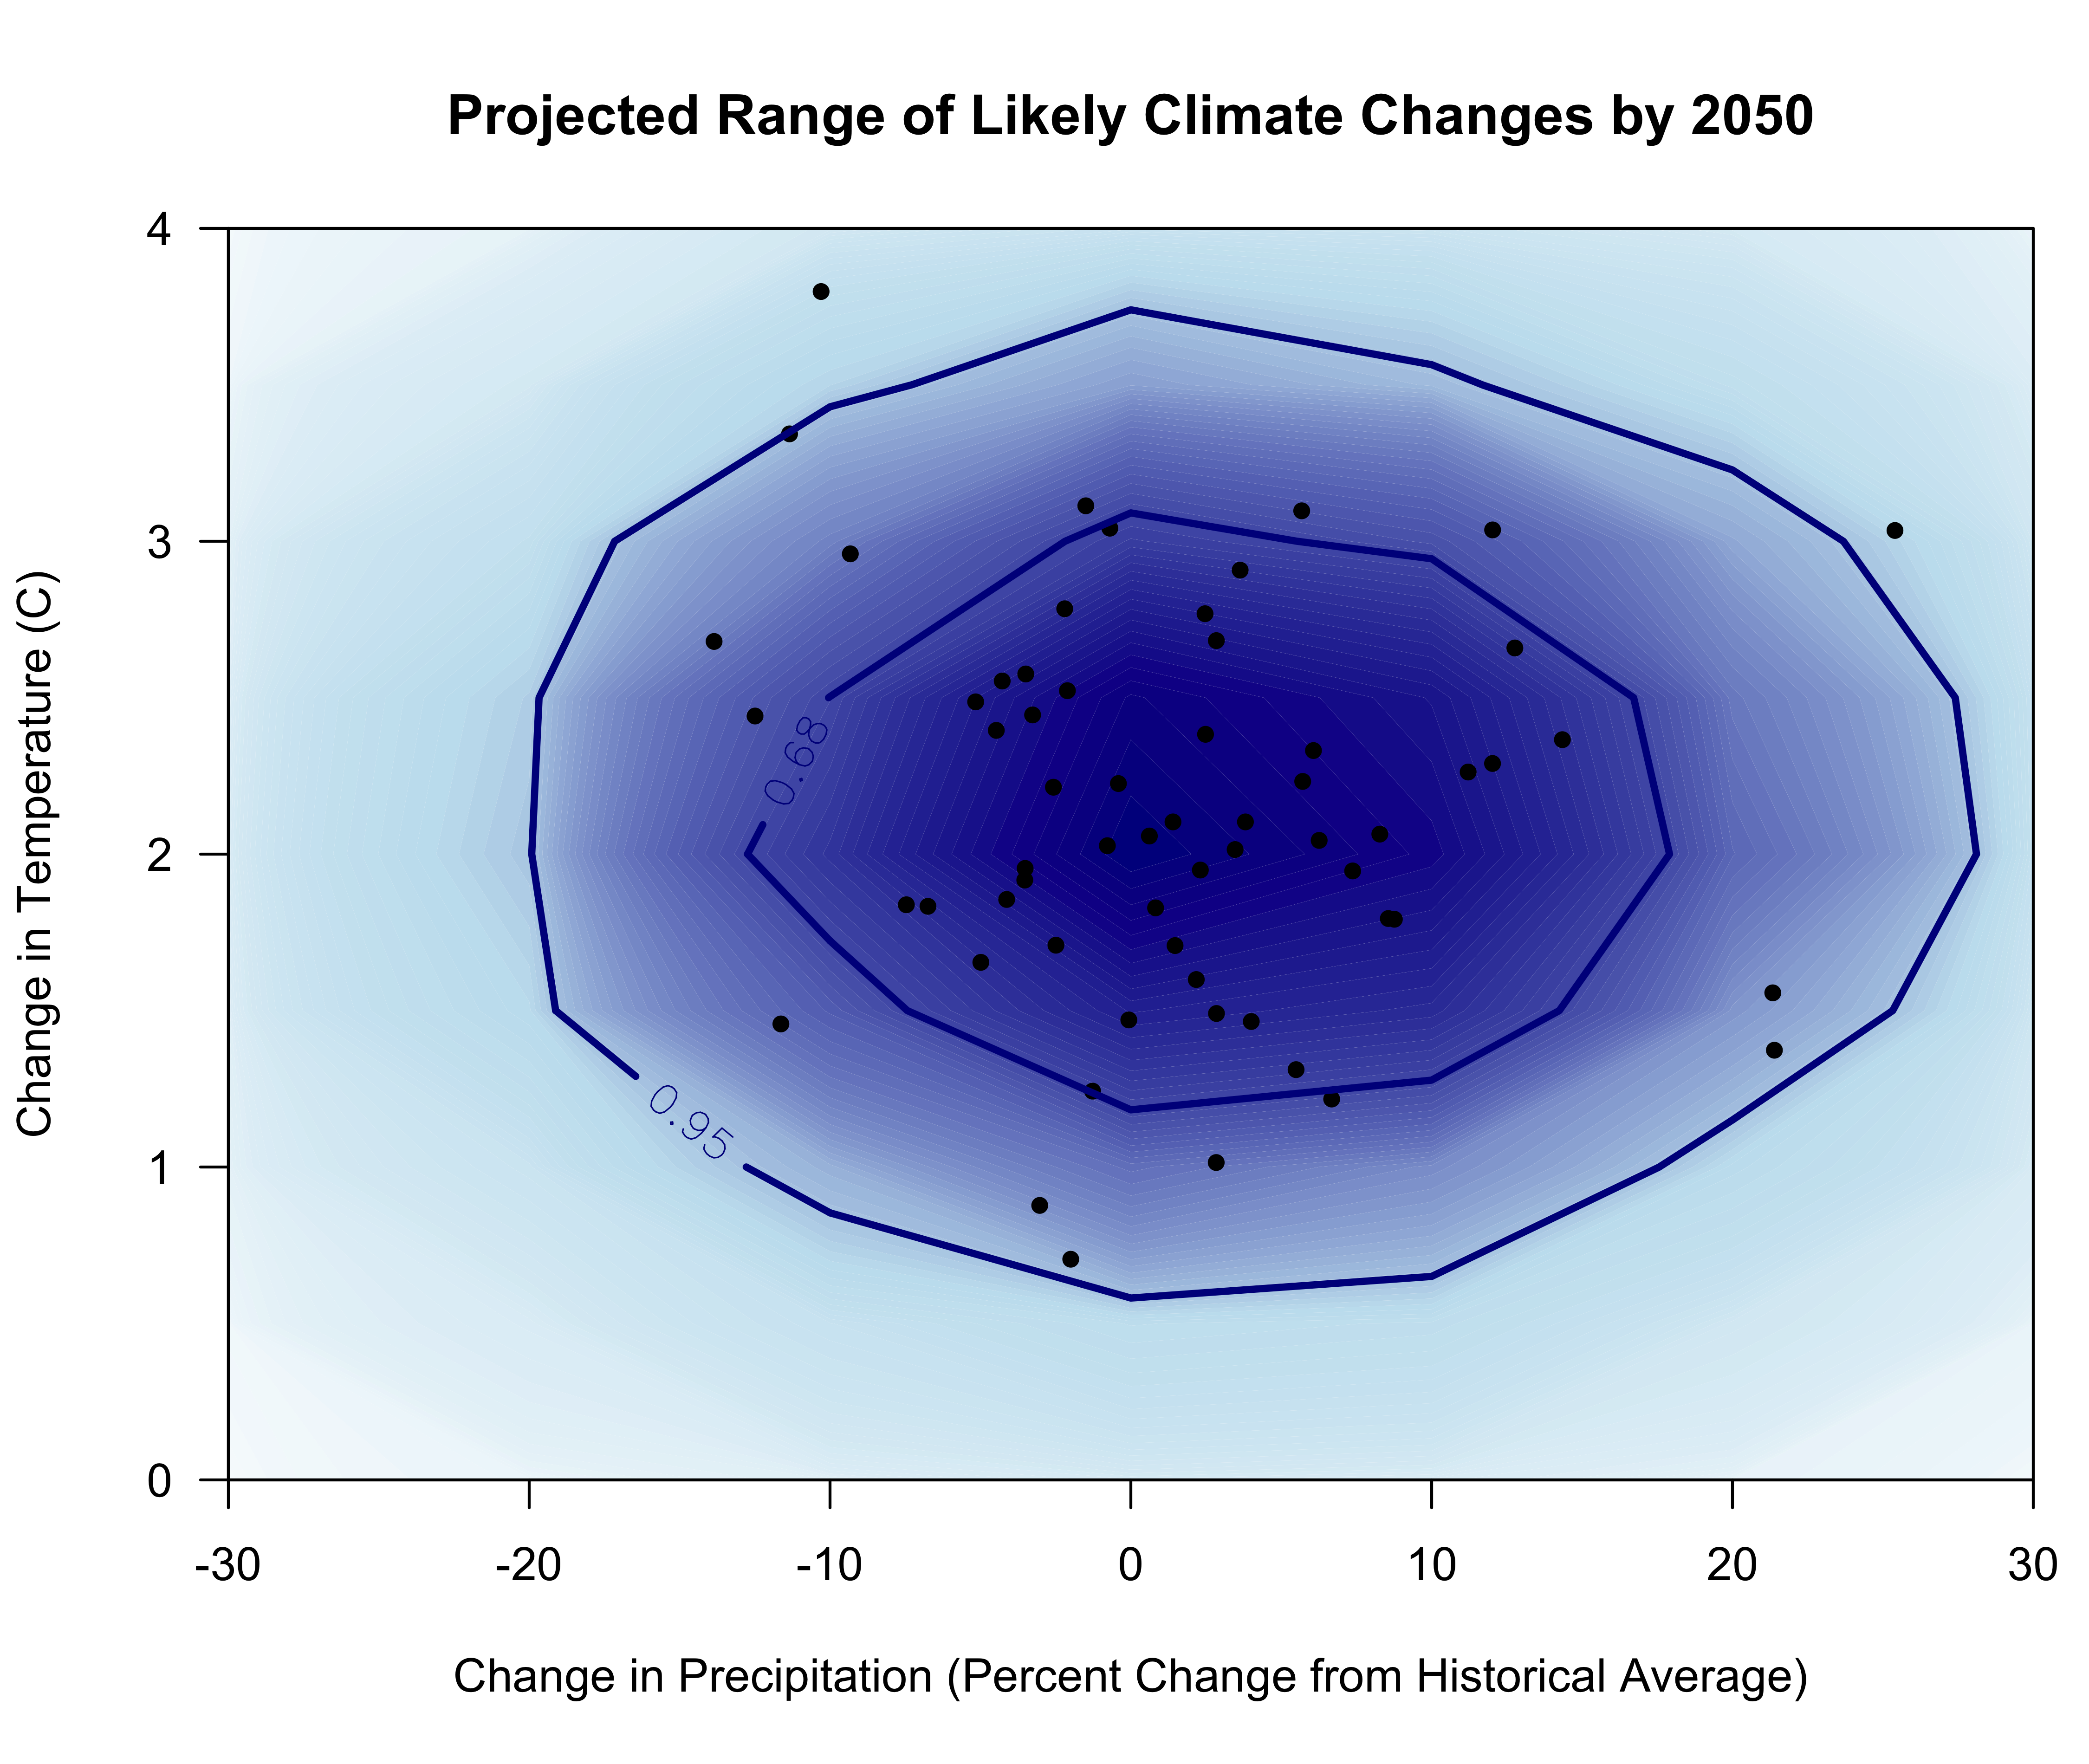 Projected Range of Likely Climate Changes by 2050
4
3
2
1
0
Change in Temperature (C)
0.68
0.95
-30 -20 -10 0 10 20 30
Change in Precipitation (Percent Change from Historical Average)